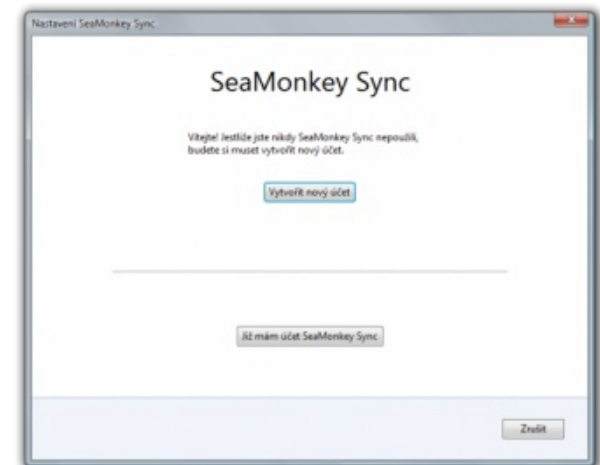 Nastavení SeaMonkey Sync
SeaMonkey Sync
Vítejte! Jestliže jste nikdy SeaMonkey Sync nepoužili,
budete si muset vytvořit nový účet.
Vytvořit nový účet
Již mám účet SeaMonkey Sync
Zrušit